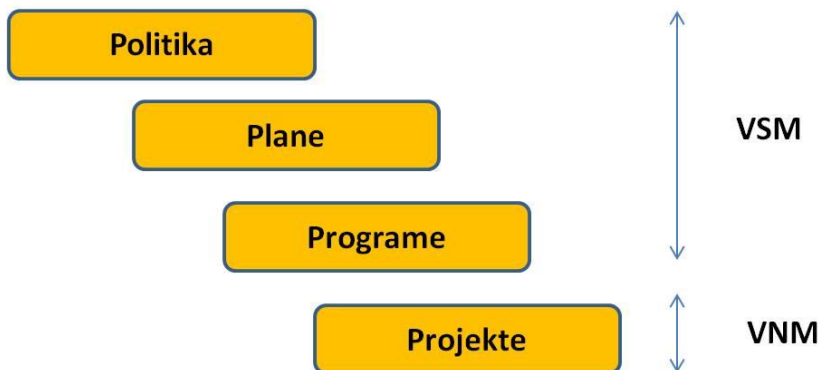 Politika
Plane
VSM
Programe
Projekte
VNM